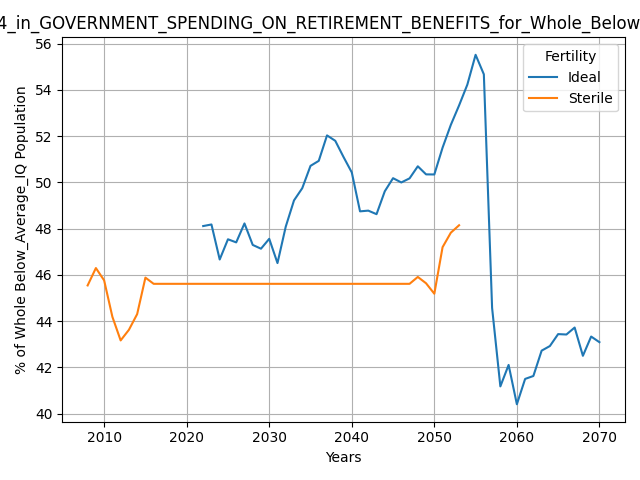 4_in_GOVERNMENT_SPENDING_ON_RETIREMENT_BENEFITS_for_Whole_Below
56
54
52
50
48
46
44
42
40
% of Whole Below_Average_IQ Population
Fertility
Ideal
Sterile
2010 2020 2030 2040 2050 2060 2070
Years